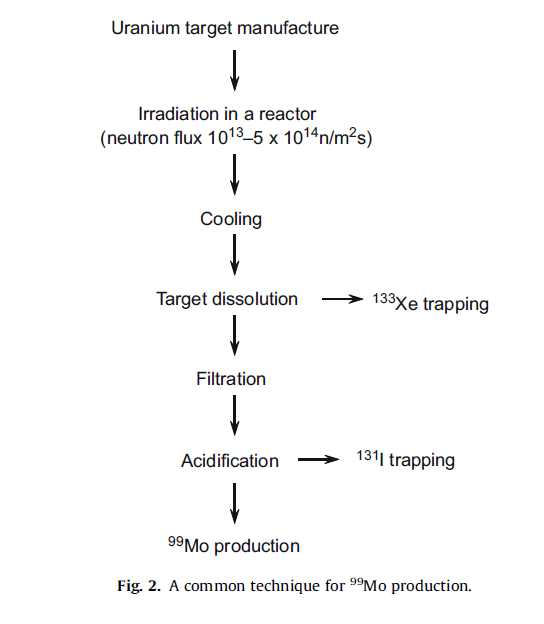 Uranium target manufacture
Irradiation in a reactor
(neutron flux 10¹³–5 x 10¹⁴n/m²s)
Cooling
Target dissolution
¹³³Xe trapping
Filtration
Acidification
¹³¹I trapping
⁹⁹Mo production
Fig. 2. A common technique for ⁹⁹Mo production.